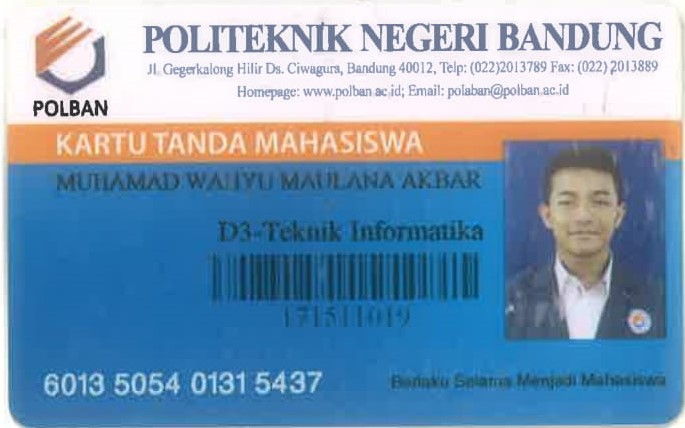 POLBAN
POLITEKNIK NEGERI BANDUNG
Jl. Gegerkalong Hilir Ds. Ciwagura, Bandung 40012, Telp: (022)2013789 Fax: (022) 2013889
Homepage: www.polban.ac.id; Email: polaban@polban.ac.id
KARTU TANDA MAHASISWA
MUHAMAD WAHYU MAULANA AKBAR
D3-Teknik Informatika
171511019
6013 5054 0131 5437
Berlaku Selama Menjadi Mahasiswa